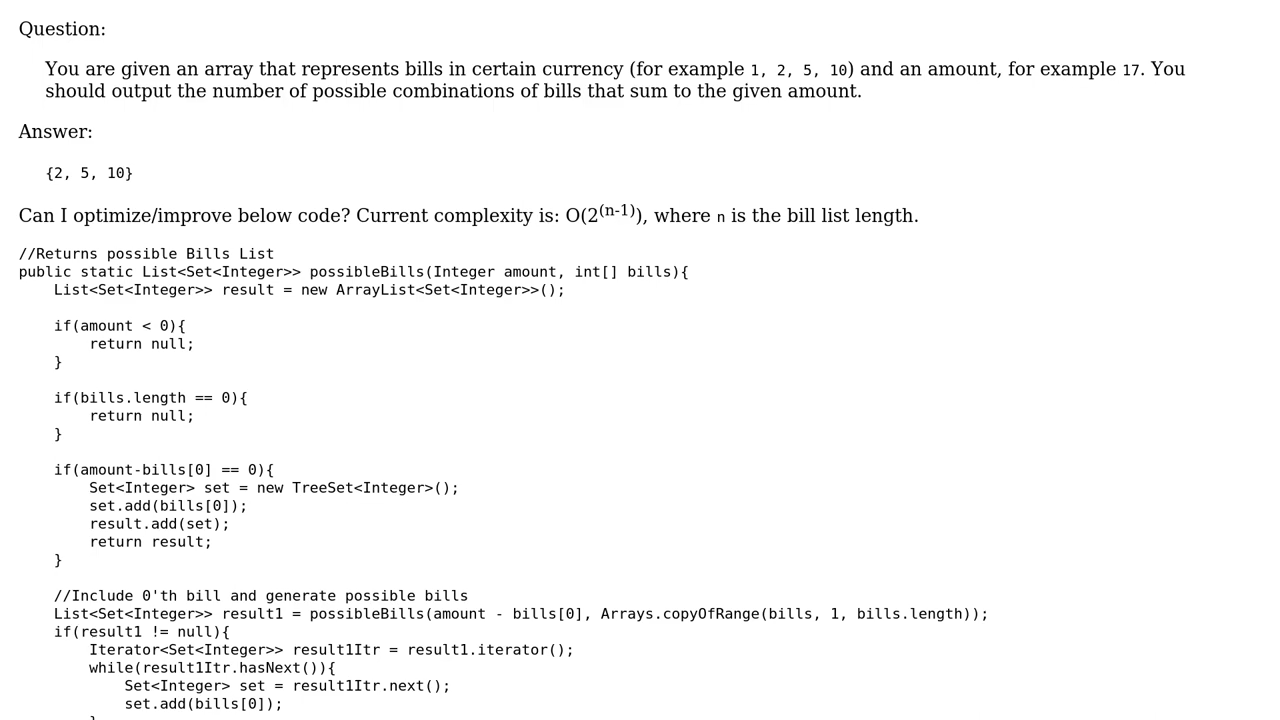 Question:
You are given an array that represents bills in certain currency (for example 1, 2, 5, 10) and an amount, for example 17. You
should output the number of possible combinations of bills that sum to the given amount.
Answer:
{2, 5, 10}
Can I optimize/improve below code? Current complexity is: O(2^(n-1)), where n is the bill list length.
//Returns possible Bills List
public static List<Set<Integer>> possibleBills(Integer amount, int[] bills){
    List<Set<Integer>> result = new ArrayList<Set<Integer>>();
    if(amount < 0){
        return null;
    }
    if(bills.length == 0){
        return null;
    }
    if(amount-bills[0] == 0){
        Set<Integer> set = new TreeSet<Integer>();
        set.add(bills[0]);
        result.add(set);
        return result;
    }
    //Include 0'th bill and generate possible bills
    List<Set<Integer>> result1 = possibleBills(amount - bills[0], Arrays.copyOfRange(bills, 1, bills.length));
    if(result1 != null){
        Iterator<Set<Integer>> result1Itr = result1.iterator();
        while(result1Itr.hasNext()){
            Set<Integer> set = result1Itr.next();
            set.add(bills[0]);